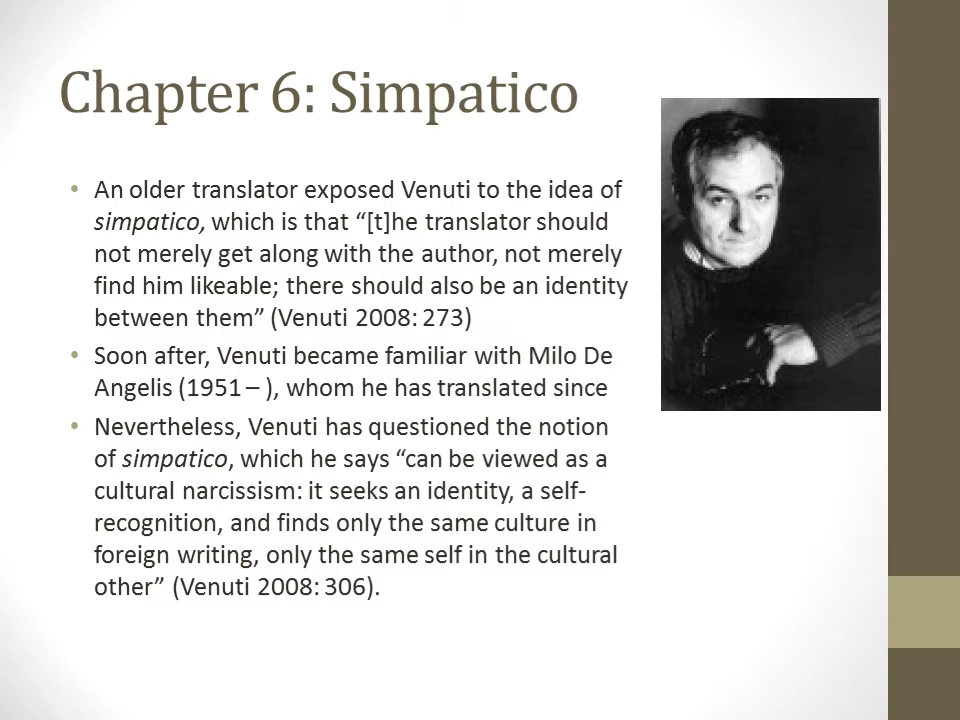 Chapter 6: Simpatico
• An older translator exposed Venuti to the idea of
simpatico, which is that “[t]he translator should
not merely get along with the author, not merely
find him likeable; there should also be an identity
between them” (Venuti 2008: 273)
• Soon after, Venuti became familiar with Milo De
Angelis (1951 – ), whom he has translated since
• Nevertheless, Venuti has questioned the notion
of simpatico, which he says “can be viewed as a
cultural narcissism: it seeks an identity, a self-
recognition, and finds only the same culture in
foreign writing, only the same self in the cultural
other” (Venuti 2008: 306).